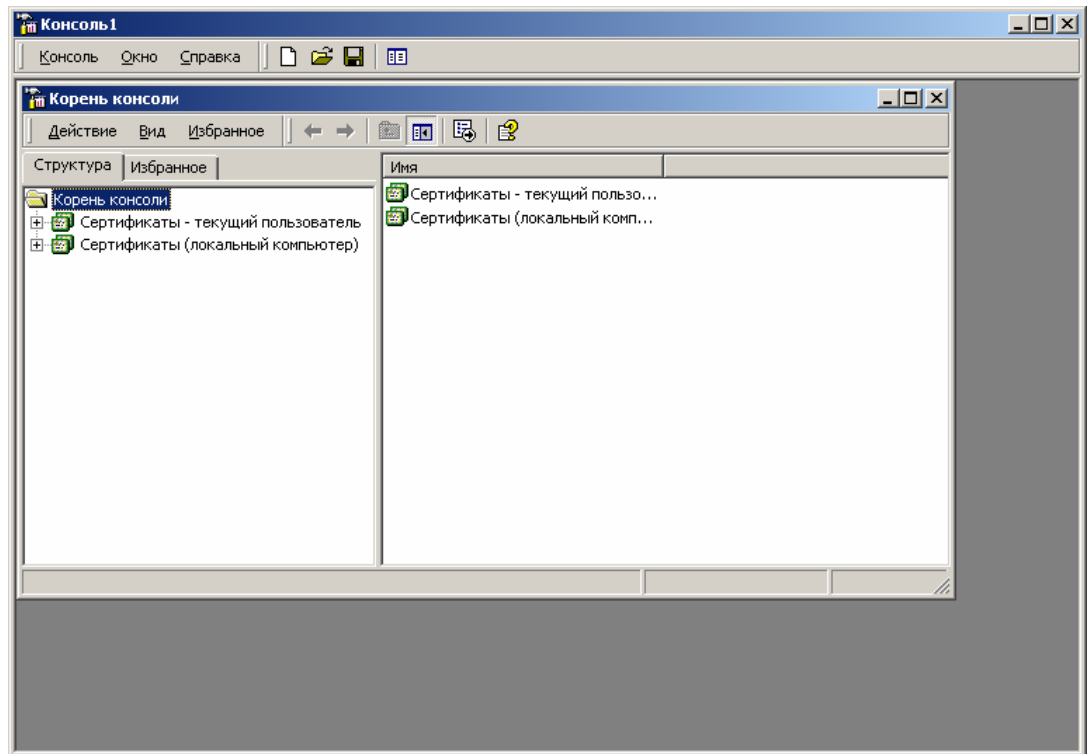 Консоль1
Консоль Окно Справка
Корень консоли
Действие Вид Избранное
Структура Избранное
Корень консоли
Сертификаты - текущий пользователь
Сертификаты (локальный компьютер)
Имя
Сертификаты - текущий пользо...
Сертификаты (локальный комп...